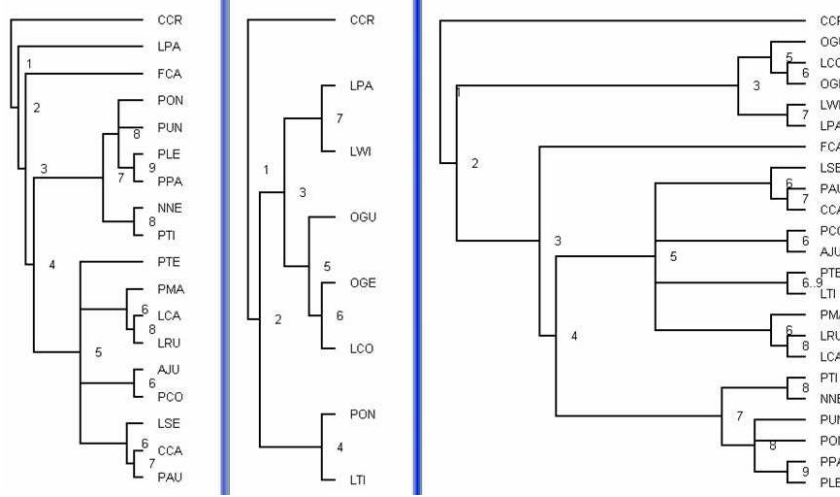 CCR
LPA
1
FCA
2
PON
8
PUN
PLE
3
9
7
PPA
NNE
8
PTI
PTE
4
PMA
6
LCA
8
LRU
5
AJU
6
PCO
LSE
6
CCA
7
PAU
CCR
LPA
7
LWI
1
3
OGU
5
OGE
2
6
LCO
PON
4
LTI
CCR
OGU
5
LCO
6
3
OGE
1
LWI
7
LPA
FCA
2
LSE
6
PAU
7
CCA
PCO
3
6
AJU
5
PTE
6..9
LTI
PMA
6
LRU
4
8
LCA
PTI
8
NNE
7
PUN
PON
8
PPA
9
PLE